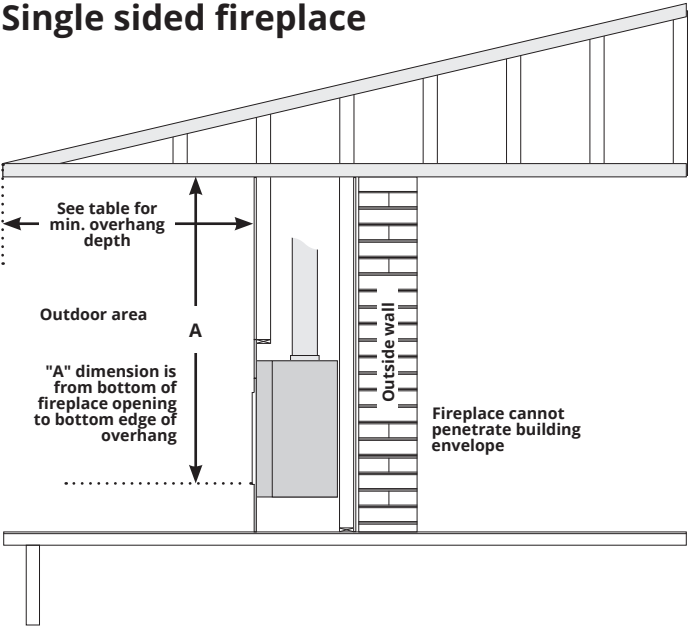 Single sided fireplace
See table for
min. overhang
depth
Outdoor area
A
"A" dimension is
from bottom of
fireplace opening
to bottom edge of
overhang
Outside wall
Fireplace cannot
penetrate building
envelope